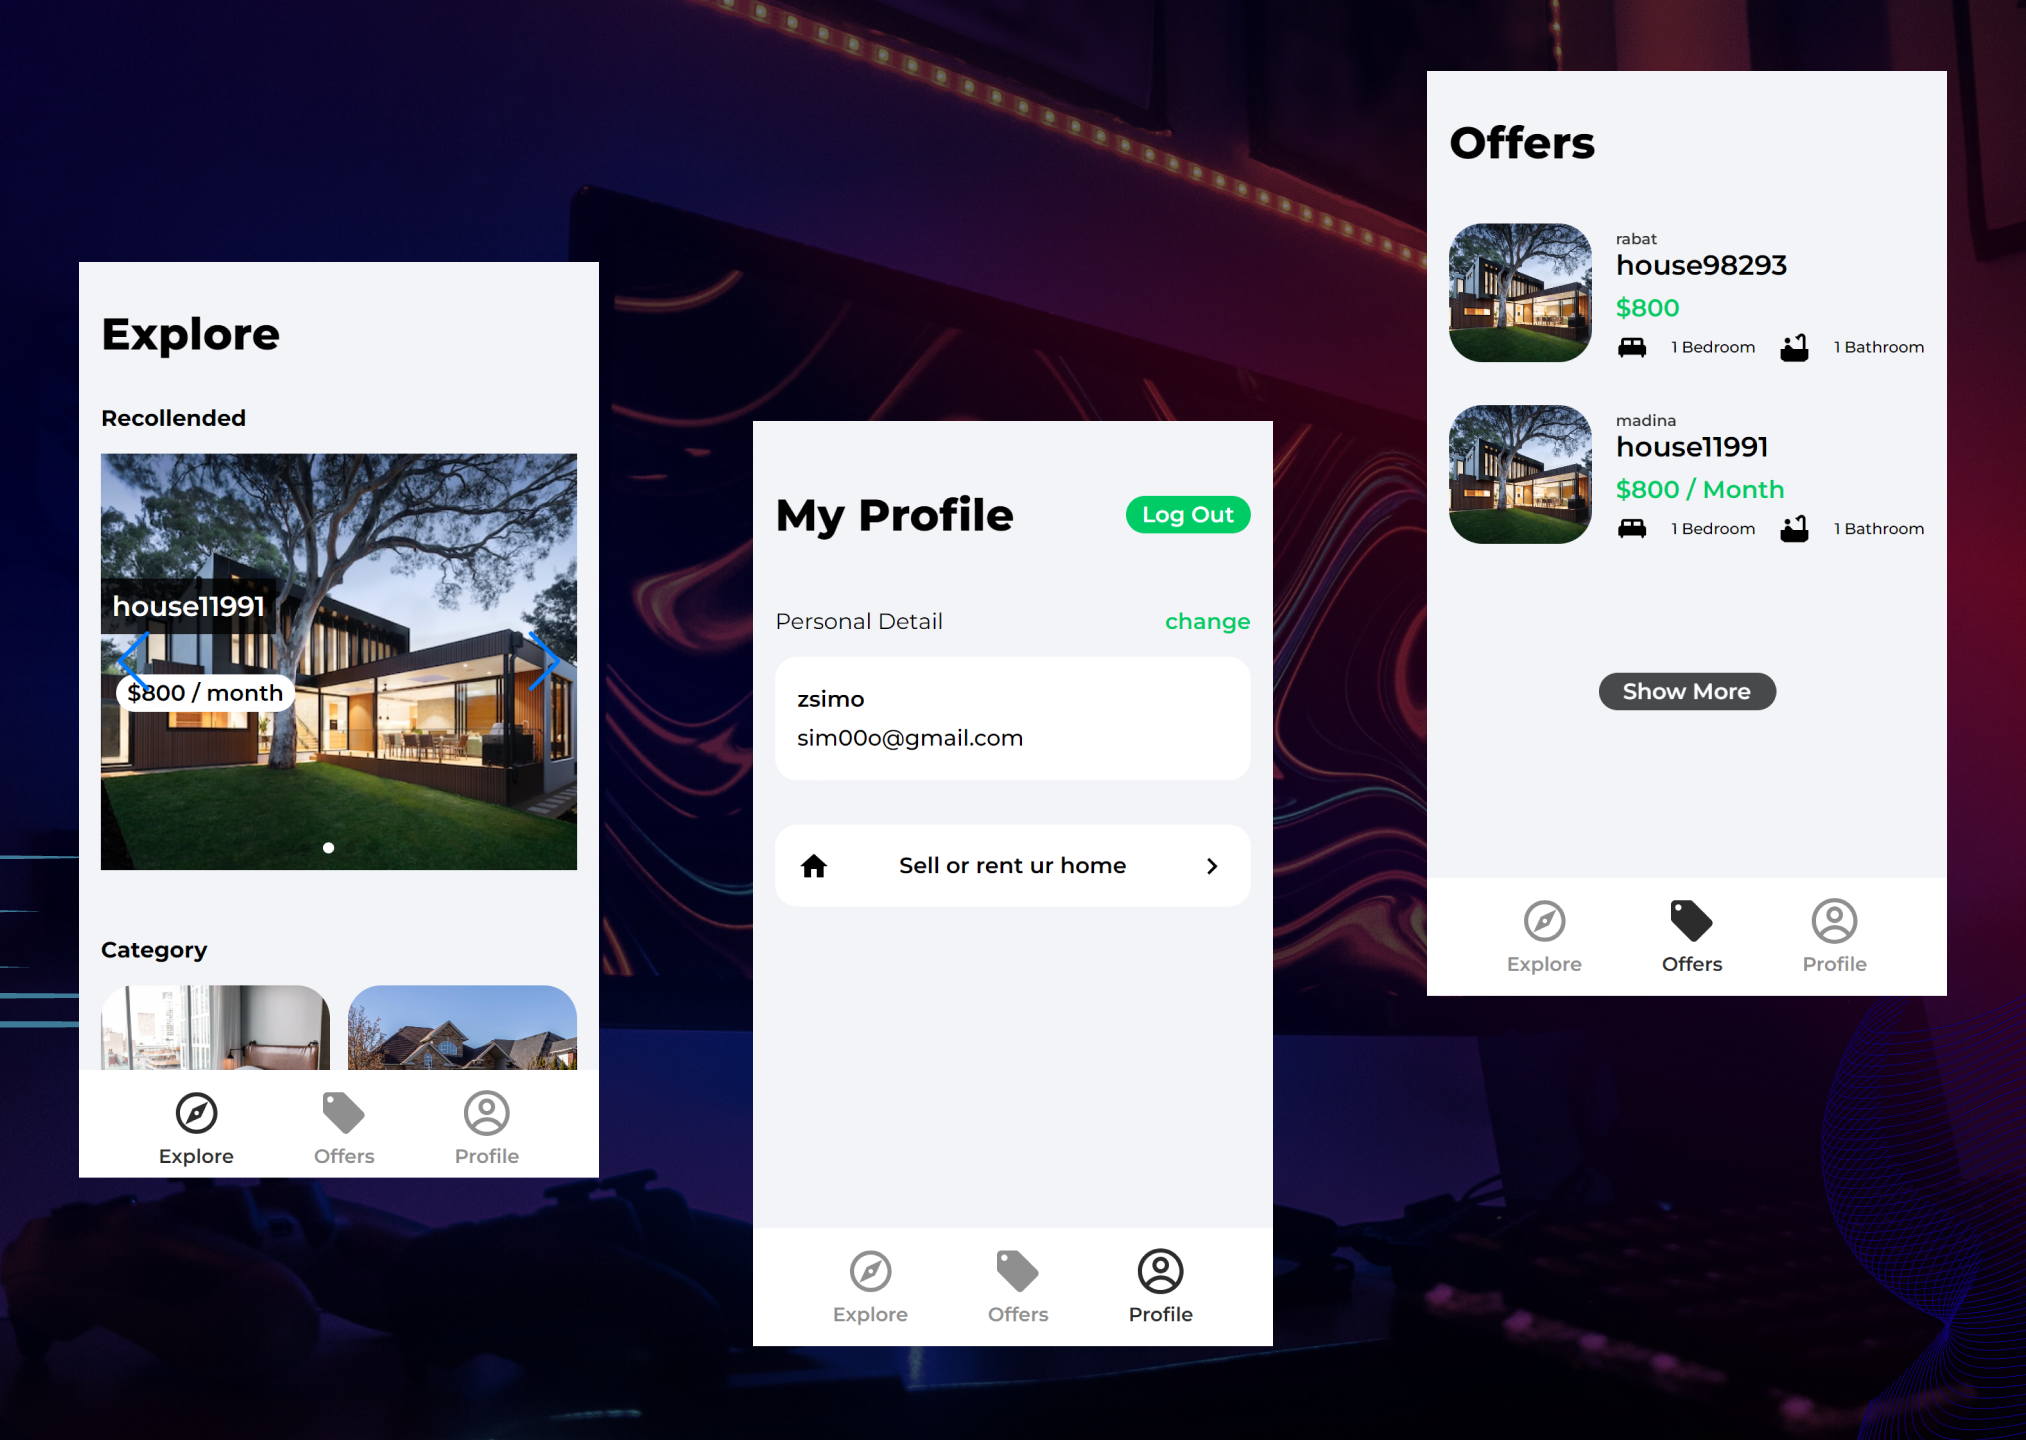 Explore
Recollended
house11991
$800 / month
Category
Explore
Offers
Profile
My Profile
Log Out
Personal Detail
change
zsimo
sim00o@gmail.com
Sell or rent ur home
Explore
Offers
Profile
Offers
rabat
house98293
$800
1 Bedroom
1 Bathroom
madina
house11991
$800 / Month
1 Bedroom
1 Bathroom
Show More
Explore
Offers
Profile